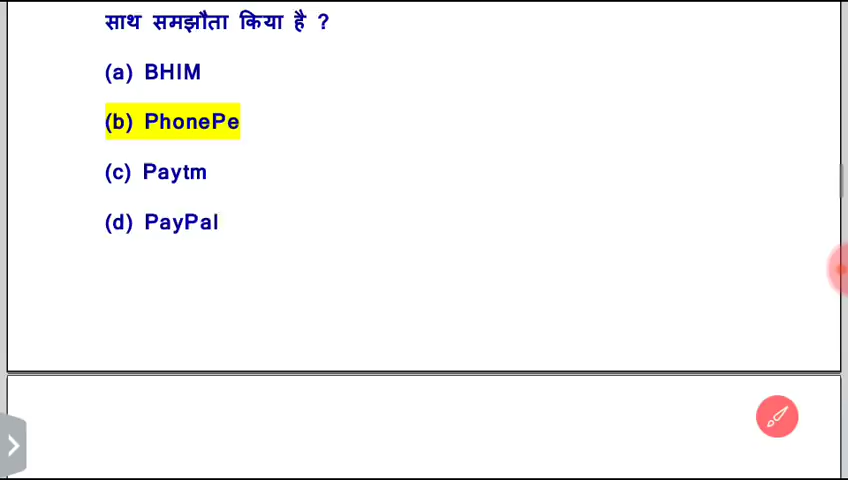 साथ समझौता किया है ?
(a) BHIM
(b) PhonePe
(c) Paytm
(d) PayPal